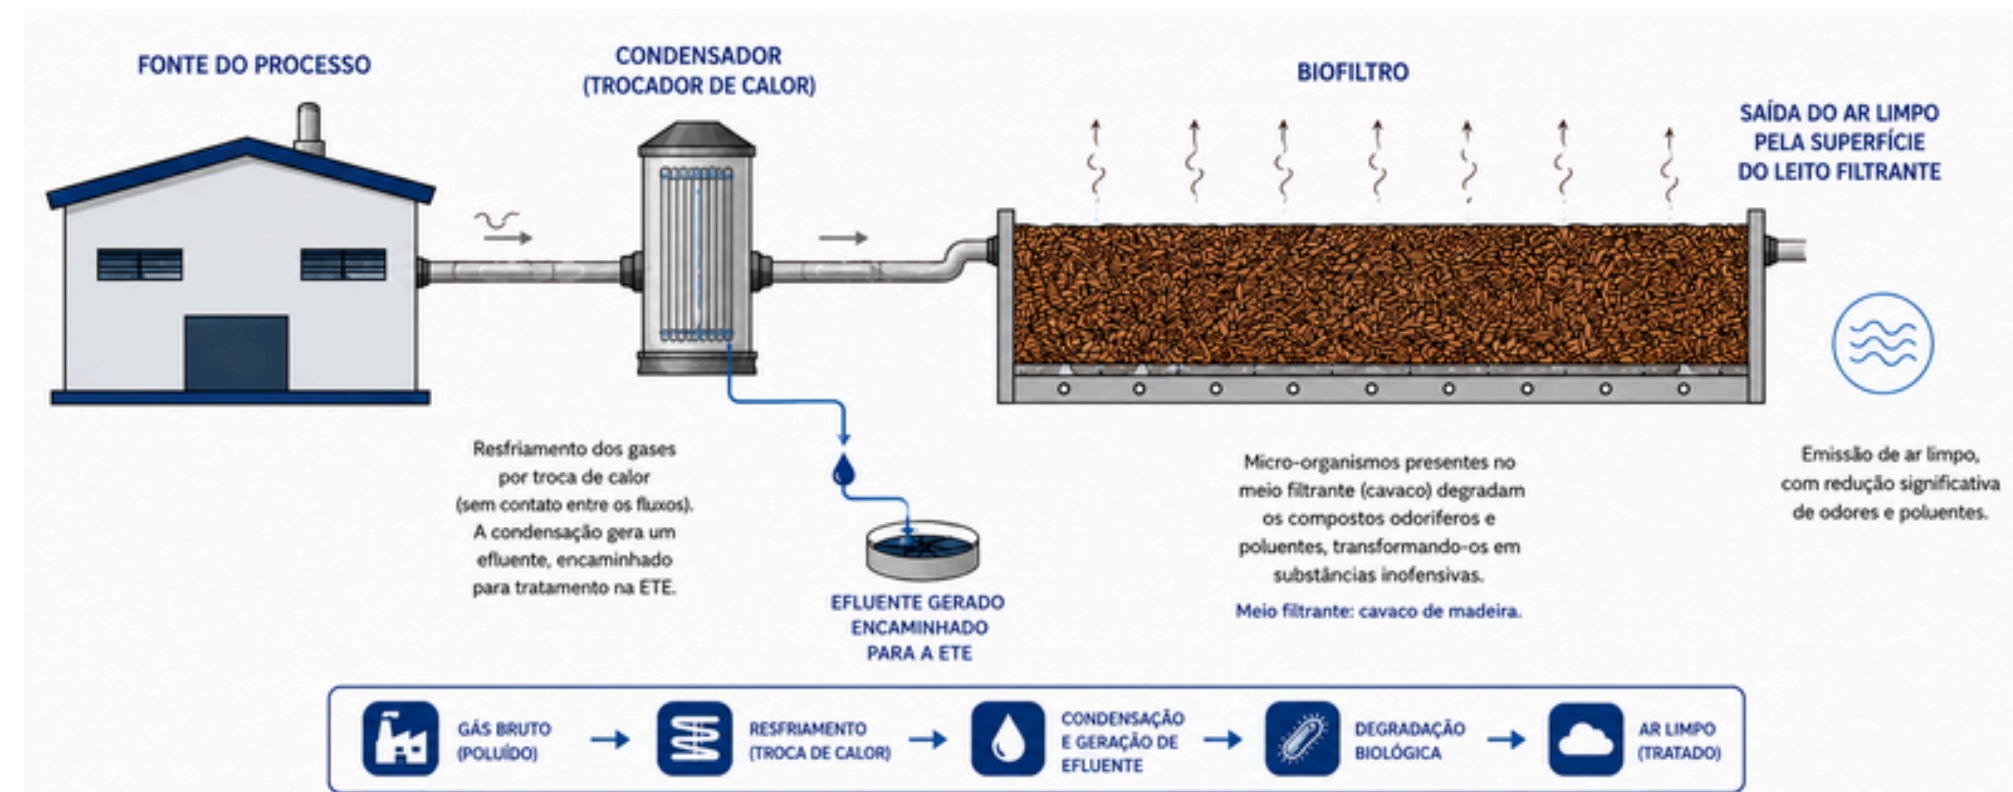 FONTE DO PROCESSO
CONDENSADOR
(TROCADOR DE CALOR)
BIOFILTRO
SAÍDA DO AR LIMPO
PELA SUPERFÍCIE
DO LEITO FILTRANTE
Resfriamento dos gases
por troca de calor
(sem contato entre os fluxos).
A condensação gera um
efluente, encaminhado
para tratamento na ETE.
EFLUENTE GERADO
ENCAMINHADO
PARA A ETE
Micro-organismos presentes no
meio filtrante (cavaco) degradam
os compostos odoríferos e
poluentes, transformando-os em
substâncias inofensivas.
Meio filtrante: cavaco de madeira.
Emissão de ar limpo,
com redução significativa
de odores e poluentes.
GÁS BRUTO
(POLUÍDO)
RESFRIAMENTO
(TROCA DE CALOR)
CONDENSAÇÃO
E GERAÇÃO DE
EFLUENTE
DEGRADAÇÃO
BIOLÓGICA
AR LIMPO
(TRATADO)